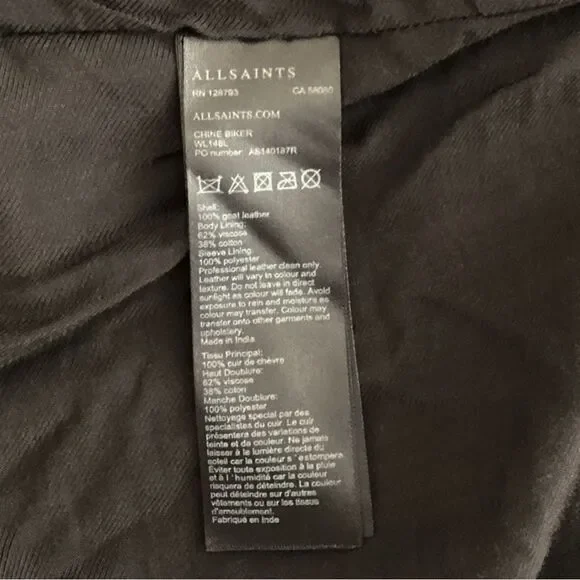 ALLSAINTS
RN 128793 CA 58080
ALLSAINTS.COM
CHINE BIKER
WL148L
PO number: AS140187R
Shell:
100% goat leather
Body Lining:
62% viscose
38% cotton
Sleeve Lining:
100% polyester
Professional leather clean only.
Leather will vary in colour and
texture. Do not leave in direct
sunlight as colour will fade. Avoid
exposure to rain and moisture as
colour may transfer. Colour may
transfer onto other garments and
upholstery.
Made in India
Tissu Principal:
100% cuir de chèvre
Haut Doublure:
62% viscose
38% coton
Manche Doublure:
100% polyester
Nettoyage special par des
specialistes du cuir. Le cuir
présentera des variations de
teinte et da couleur. Ne jamais
laisser à le lumière directe du
soleil car la couleur s'estompera.
Eviter toute exposition à la pluie
et à l'humidité car la couleur
risquera de déteindre. La couleur
peut déteindre sur d'autres
vêtements ou sur les tissus
d'ameublement.
Fabriqué en Inde